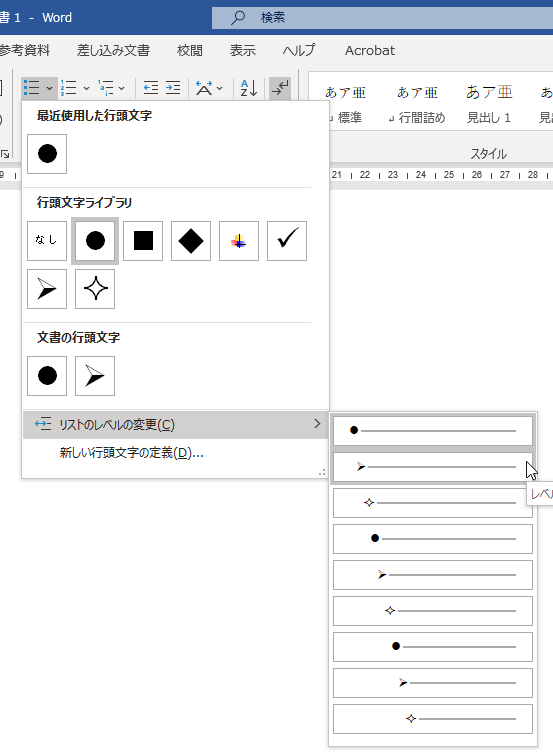 書 1 - Word
検索
参考資料 差し込み文書 校閲 表示 ヘルプ Acrobat
あア亜 あア亜 あア亜 あ
↲ 標準 ↲ 行間詰め 見出し 1 見出
スタイル
9 21 22 23 24 25 26 27 28
最近使用した行頭文字
行頭文字ライブラリ
なし
文書の行頭文字
リストのレベルの変更(C)
新しい行頭文字の定義(D)...
レベル